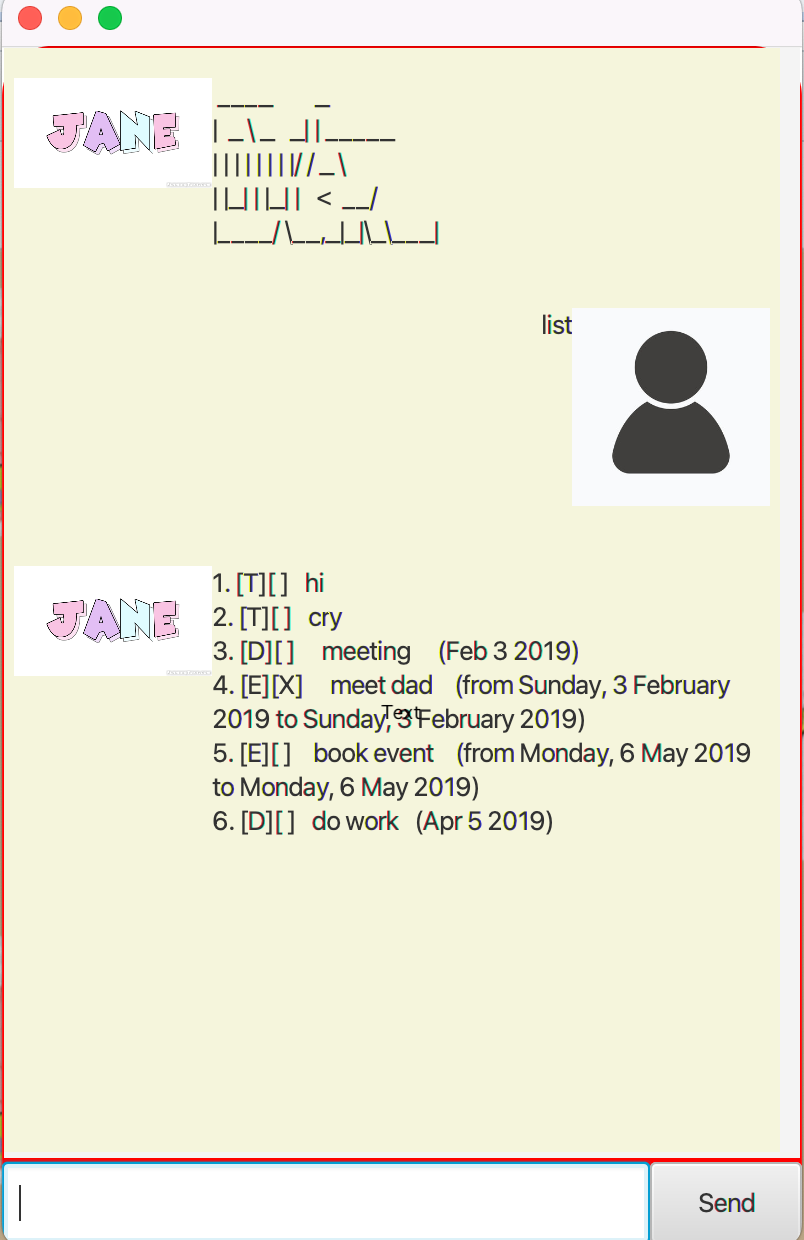 JANE
 ____       _
|  _ \ _   _| | _____
| | | | | | | |/ / _ \
| |_| | |_| |   <  __/
|____/ \__,_|_|\_\___|
list
JANE
1. [T][ ]   hi
2. [T][ ]   cry
3. [D][ ]    meeting    (Feb 3 2019)
4. [E][X]    meet dad   (from Sunday, 3 February
Text
2019 to Sunday, 3 February 2019)
5. [E][ ]   book event   (from Monday, 6 May 2019
to Monday, 6 May 2019)
6. [D][ ]   do work   (Apr 5 2019)
Send